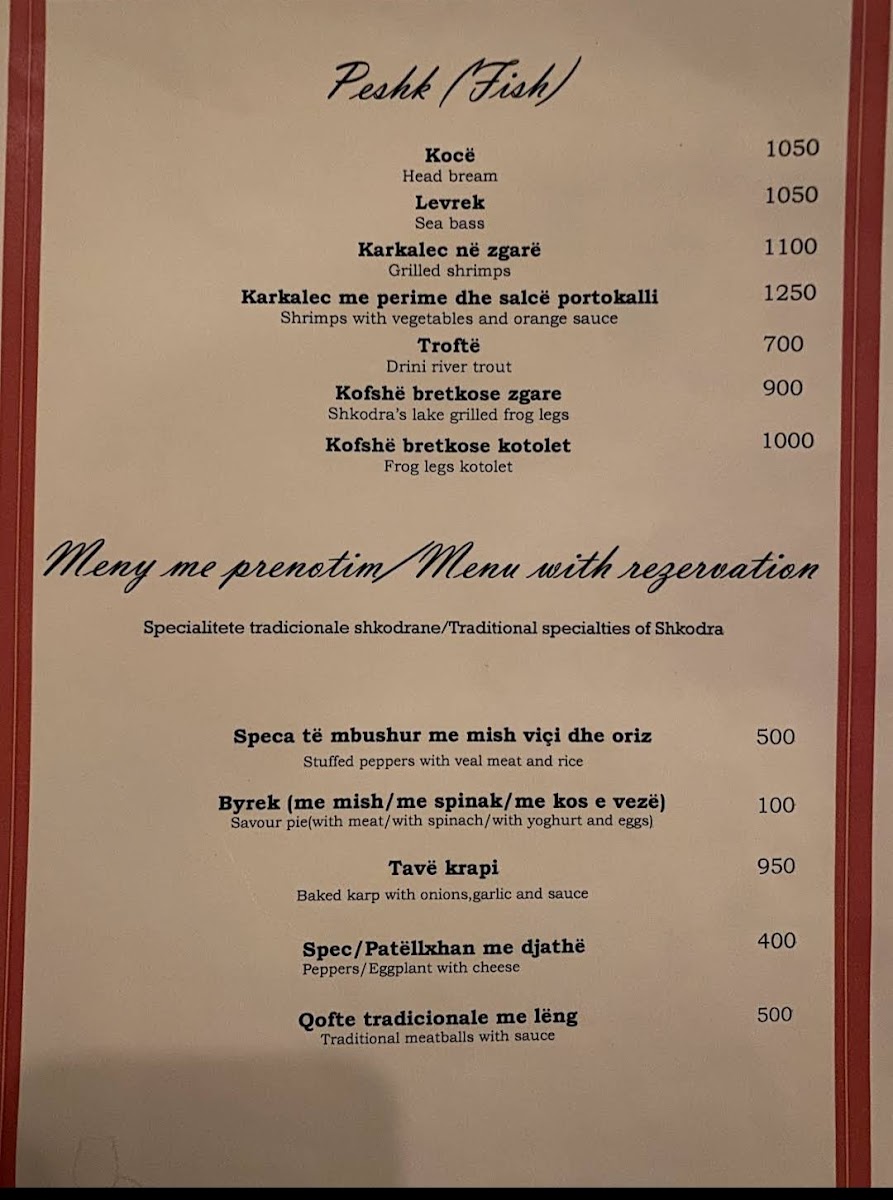 Peshk (Fish)
Kocë 1050
Head bream
Levrek 1050
Sea bass
Karkalec në zgarë 1100
Grilled shrimps
Karkalec me perime dhe salcë portokalli 1250
Shrimps with vegetables and orange sauce
Troftë 700
Drini river trout
Kofshë bretkose zgare 900
Shkodra's lake grilled frog legs
Kofshë bretkose kotolet 1000
Frog legs kotolet
Meny me prenotim/Menu with rezervation
Specialitete tradicionale shkodrane/Traditional specialties of Shkodra
Speca të mbushur me mish viçi dhe oriz 500
Stuffed peppers with veal meat and rice
Byrek (me mish/me spinak/me kos e vezë) 100
Savour pie(with meat/with spinach/with yoghurt and eggs)
Tavë krapi 950
Baked karp with onions,garlic and sauce
Spec/Patëllxhan me djathë 400
Peppers/Eggplant with cheese
Qofte tradicionale me lëng 500
Traditional meatballs with sauce